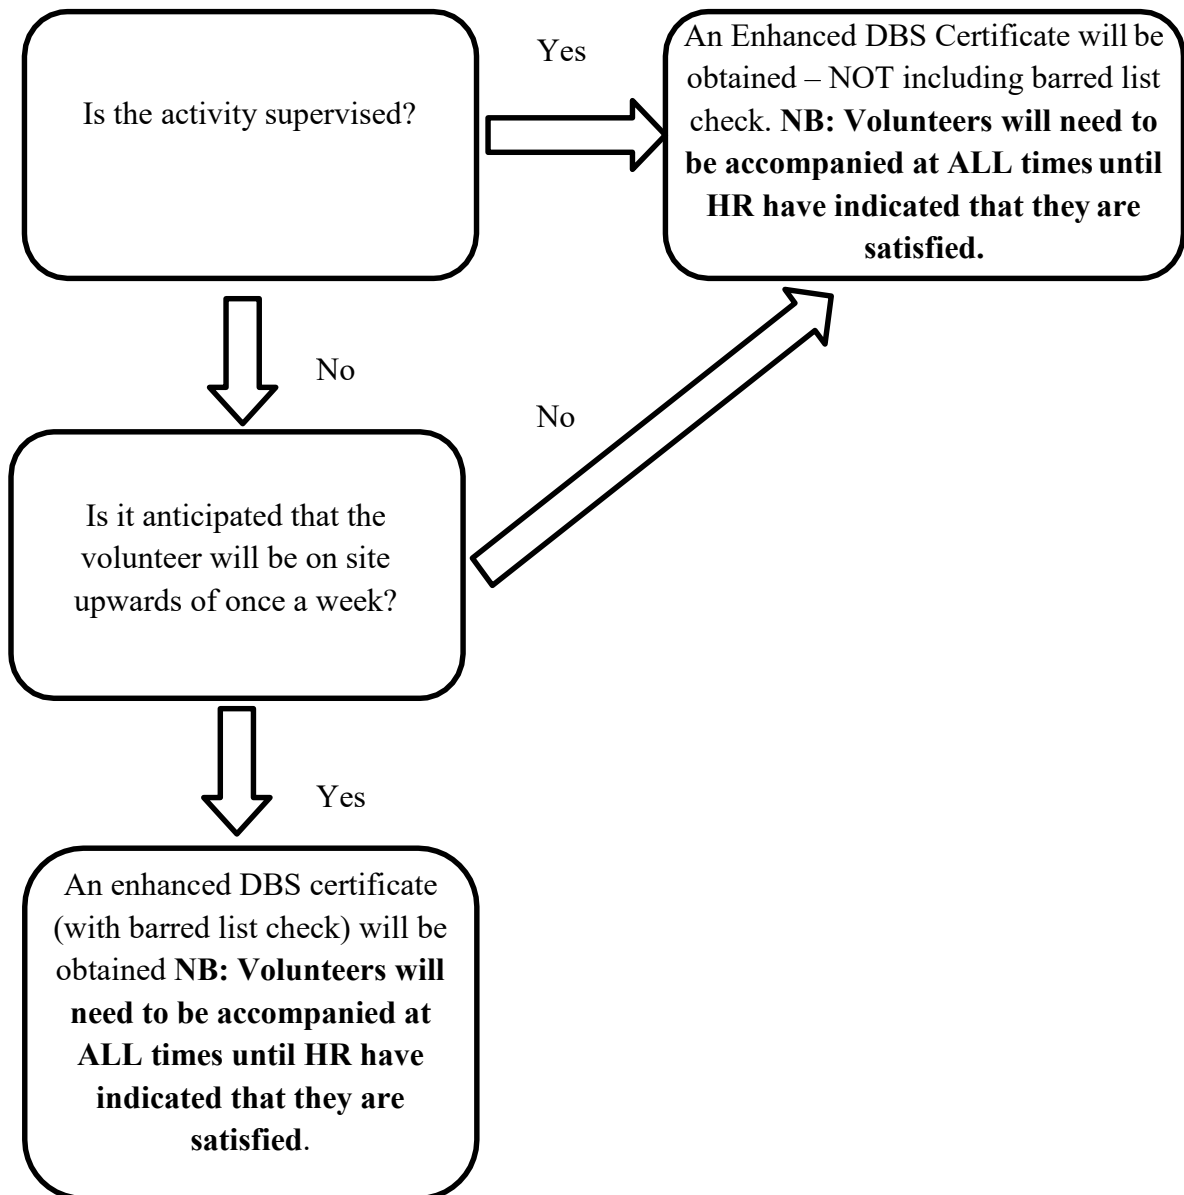 Is the activity supervised?
Yes
An Enhanced DBS Certificate will be
obtained – NOT including barred list
check. NB: Volunteers will need to
be accompanied at ALL times until
HR have indicated that they are
satisfied.
No
No
Is it anticipated that the
volunteer will be on site
upwards of once a week?
Yes
An enhanced DBS certificate
(with barred list check) will be
obtained NB: Volunteers will
need to be accompanied at
ALL times until HR have
indicated that they are
satisfied.